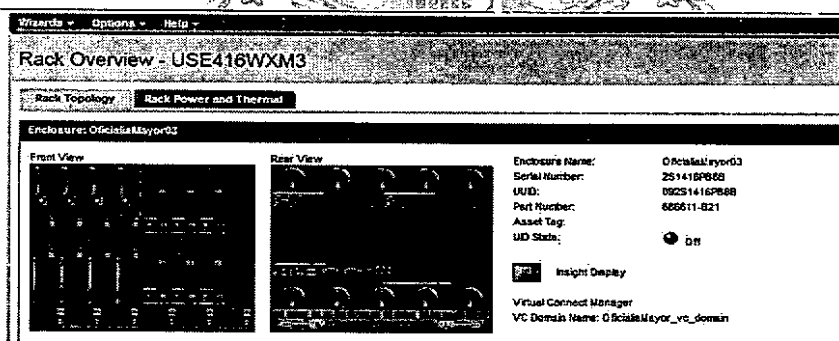 Wizards Options Help
Rack Overview - USE416WXM3
Rack Topology Rack Power and Thermal
Enclosure: OficialiaMayor03
Front View
Rear View
Enclosure Name: OficialiaMayor03
Serial Number: 2S1416P868
UUID: 092S1416P868
Part Number: 686611-B21
Asset Tag:
UID State: Off
Insight Display
Virtual Connect Manager
VC Domain Name: OficialiaMayor_vc_domain